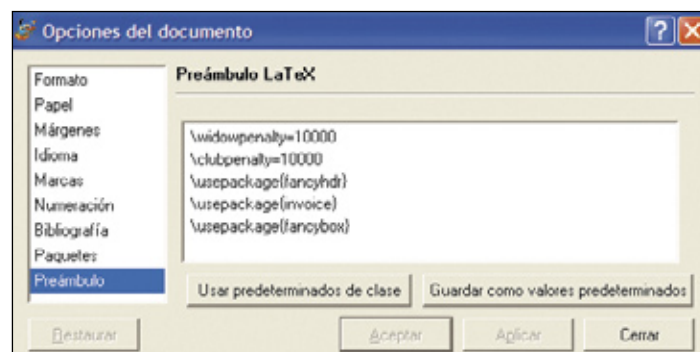 Opciones del documento
Formato
Papel
Márgenes
Idioma
Marcas
Numeración
Bibliografía
Paquetes
Preámbulo
Preámbulo LaTeX
\widowpenalty=10000
\clubpenalty=10000
\usepackage{fancyhdr}
\usepackage{invoice}
\usepackage{fancybox}
Usar predeterminados de clase
Guardar como valores predeterminados
Restaurar
Aceptar
Aplicar
Cerrar